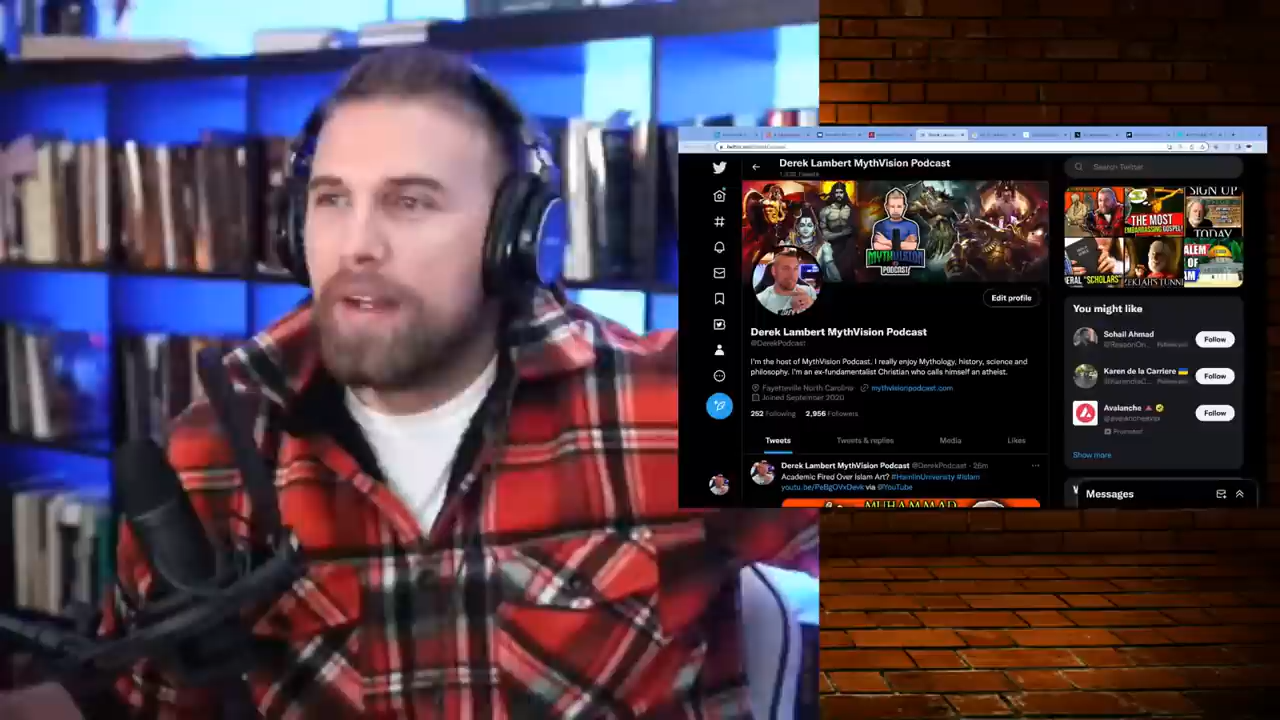 Derek Lambert MythVision Podcast
Search Twitter
MYTHVISION
PODCAST
SIGN UP
TODAY
THE MOST
EMBARRASSING GOSPEL!
Edit profile
Derek Lambert MythVision Podcast
@DerekPodcast
I'm the host of MythVision Podcast. I really enjoy Mythology, history, science and
philosophy. I'm an ex-fundamentalist Christian who calls himself an atheist.
Fayetteville North Carolina mythvisionpodcast.com
Joined September 2020
252 Following 2,956 Followers
Tweets Tweets & replies Media Likes
Derek Lambert MythVision Podcast @DerekPodcast · 26m
Academic Fired Over Islam Art? #HamlinUniversity #Islam
via @YouTube
MUHAMMAD
You might like
Sohail Ahmad
Follow
Karen de la Carriere
Follow
Avalanche
Promoted
Follow
Show more
Messages